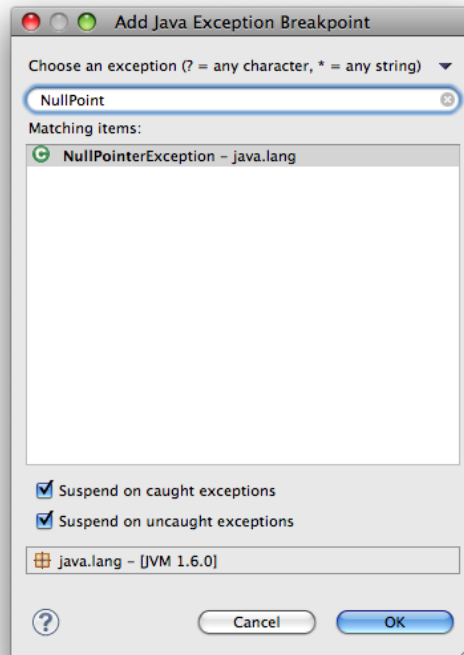 Add Java Exception Breakpoint
Choose an exception (? = any character, * = any string)
NullPoint
Matching items:
NullPointerException – java.lang
Suspend on caught exceptions
Suspend on uncaught exceptions
java.lang – [JVM 1.6.0]
Cancel OK